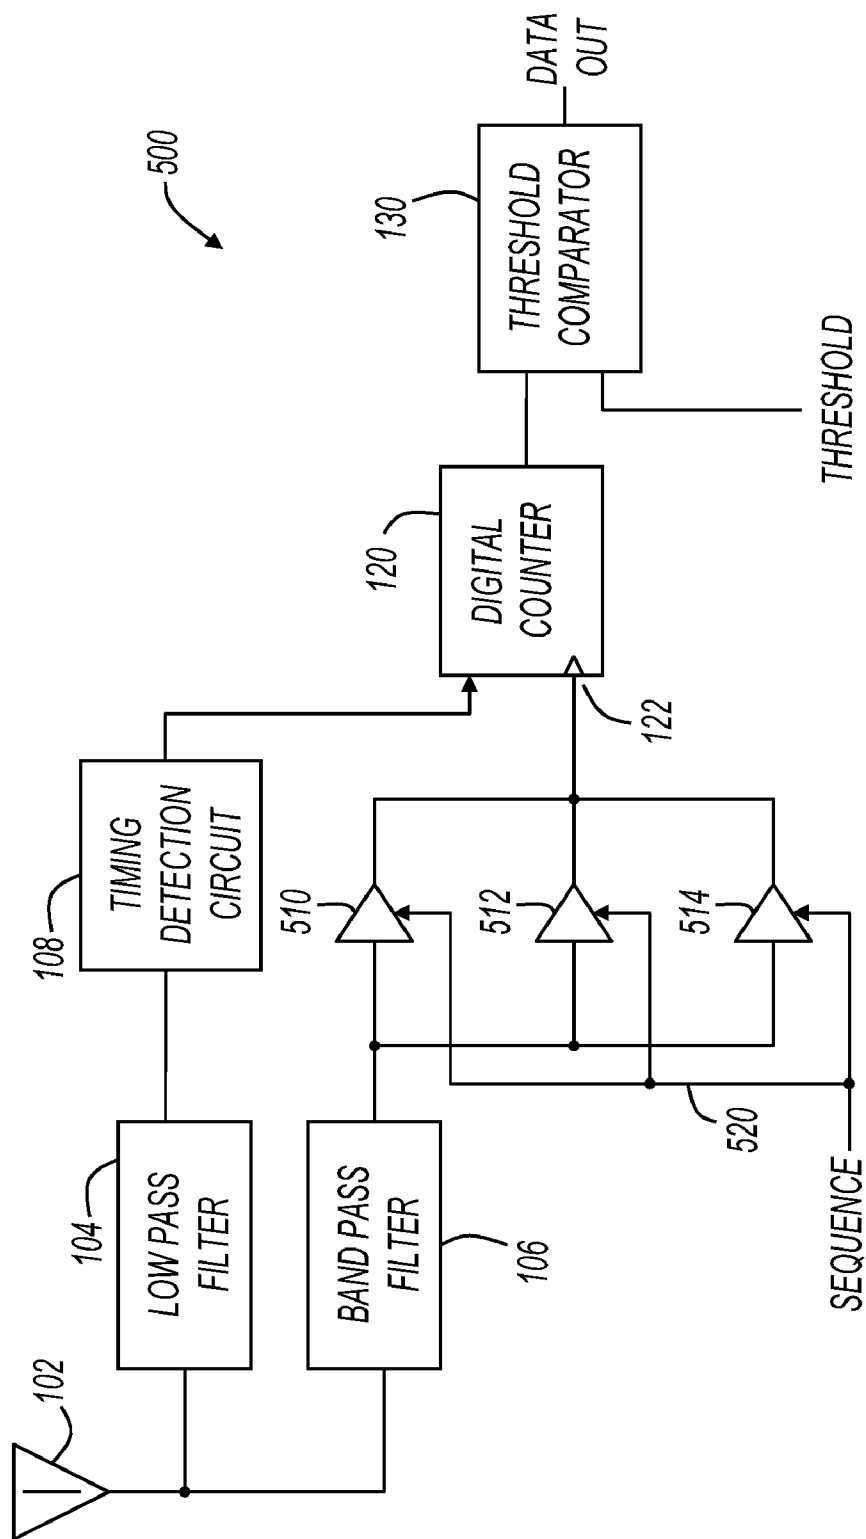 500
102
104
LOW PASS
FILTER
108
TIMING
DETECTION
CIRCUIT
BAND PASS
FILTER
106
510
512
514
520
SEQUENCE
120
DIGITAL
COUNTER
122
130
THRESHOLD
COMPARATOR
THRESHOLD
DATA
OUT